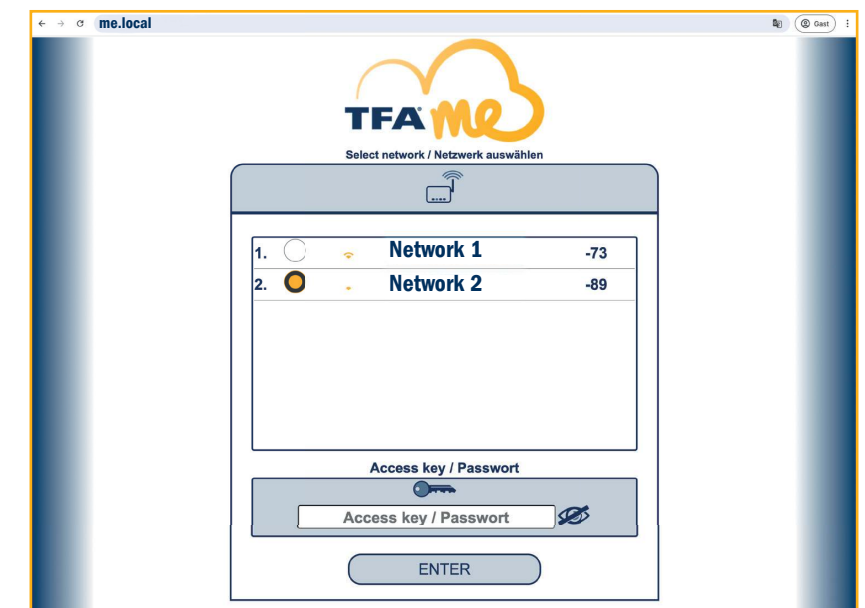 me.local
Gast
TFA me
Select network / Netzwerk auswählen
1. Network 1 -73
2. Network 2 -89
Access key / Passwort
Access key / Passwort
ENTER